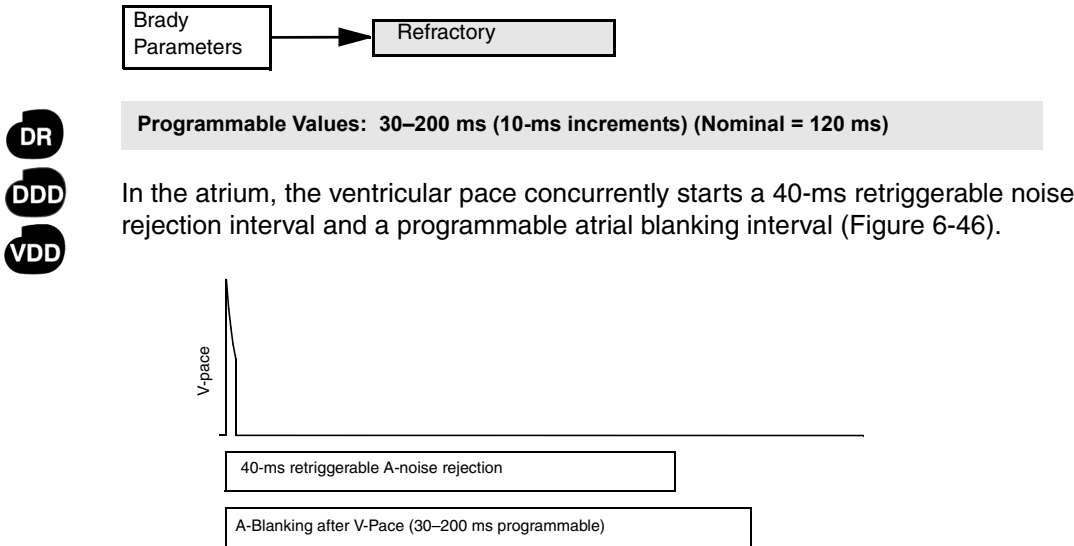 Brady
Parameters
Refractory
DR
Programmable Values: 30–200 ms (10-ms increments) (Nominal = 120 ms)
DDD
VDD
In the atrium, the ventricular pace concurrently starts a 40-ms retriggerable noise
rejection interval and a programmable atrial blanking interval (Figure 6-46).
V-pace
40-ms retriggerable A-noise rejection
A-Blanking after V-Pace (30–200 ms programmable)